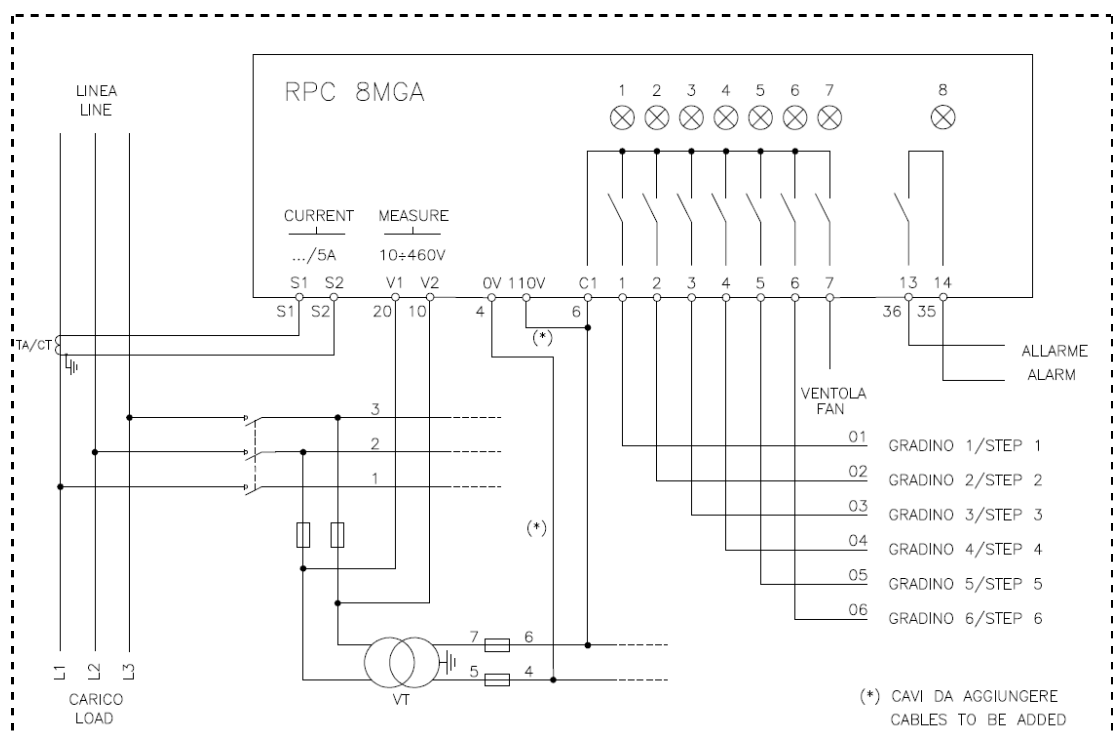 LINEA
LINE
RPC 8MGA
1 2 3 4 5 6 7 8
CURRENT MEASURE
.../5A 10÷460V
S1 S2 V1 V2 0V 110V C1 1 2 3 4 5 6 7 13 14
S1 S2 20 10 4 6 36 35
(*)
TA/CT
ALLARME
ALARM
VENTOLA
FAN
3
2
1
01 GRADINO 1/STEP 1
02 GRADINO 2/STEP 2
03 GRADINO 3/STEP 3
04 GRADINO 4/STEP 4
05 GRADINO 5/STEP 5
06 GRADINO 6/STEP 6
(*)
7 6
5 4
VT
L1 L2 L3
CARICO
LOAD
(*) CAVI DA AGGIUNGERE
CABLES TO BE ADDED